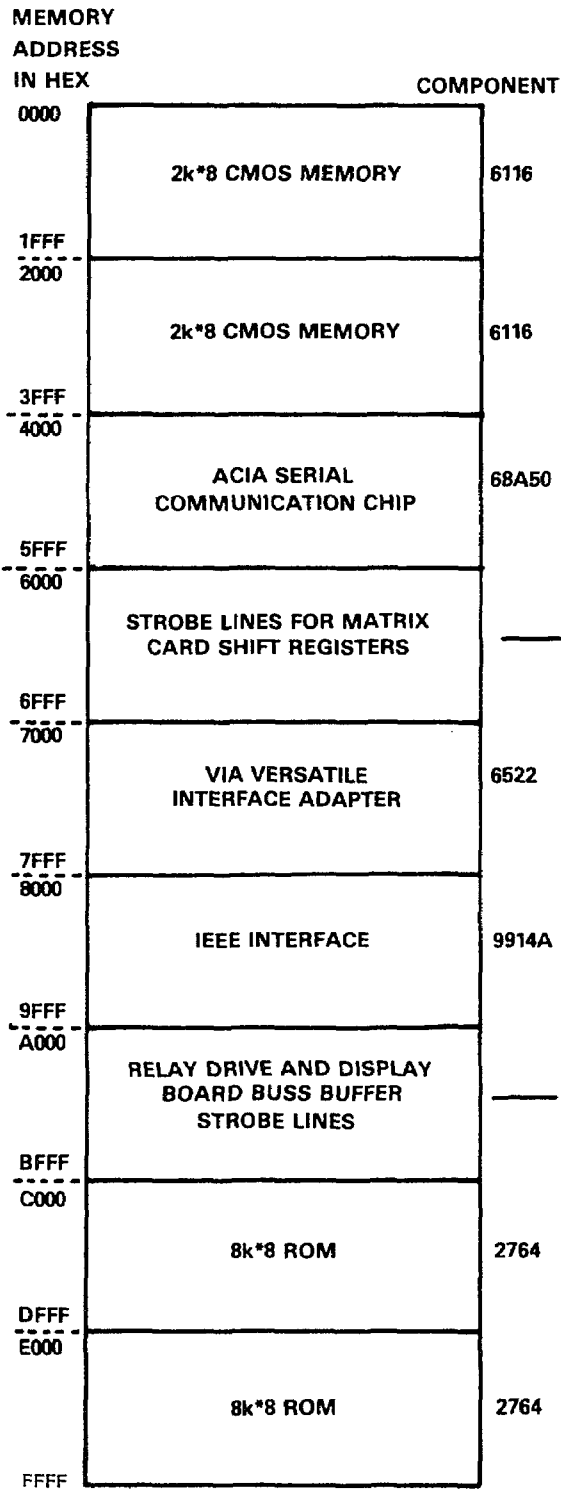 MEMORY
ADDRESS
IN HEX
COMPONENT
0000
2k*8 CMOS MEMORY
6116
1FFF
2000
2k*8 CMOS MEMORY
6116
3FFF
4000
ACIA SERIAL
COMMUNICATION CHIP
68A50
5FFF
6000
STROBE LINES FOR MATRIX
CARD SHIFT REGISTERS
6FFF
7000
VIA VERSATILE
INTERFACE ADAPTER
6522
7FFF
8000
IEEE INTERFACE
9914A
9FFF
A000
RELAY DRIVE AND DISPLAY
BOARD BUSS BUFFER
STROBE LINES
BFFF
C000
8k*8 ROM
2764
DFFF
E000
8k*8 ROM
2764
FFFF